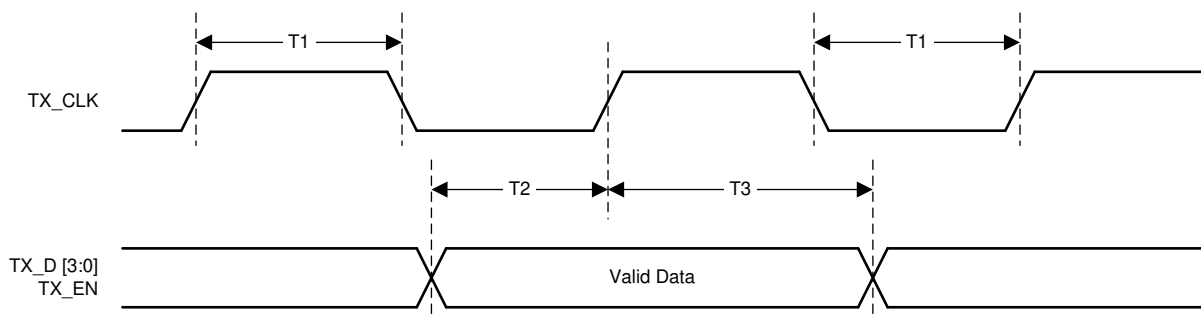 T1
T1
TX_CLK
T2
T3
TX_D [3:0]
TX_EN
Valid Data